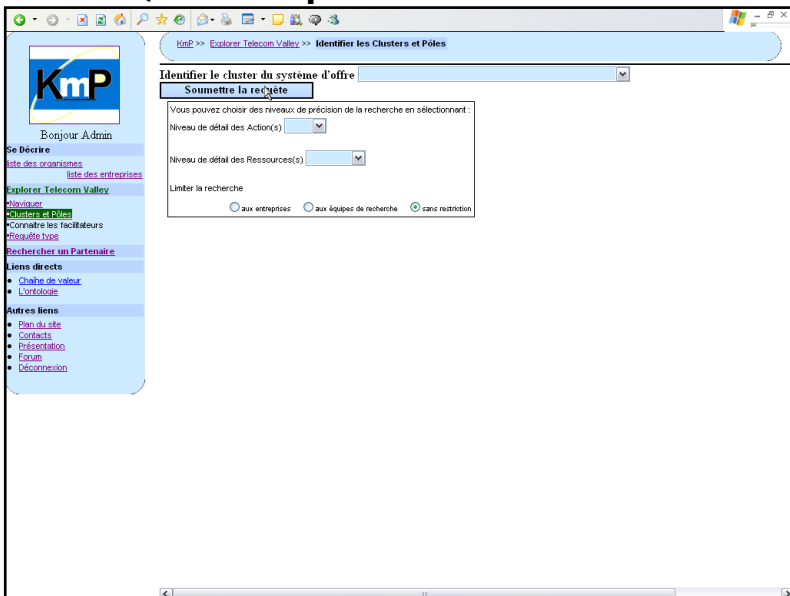 KmP >> Explorer Telecom Valley >> Identifier les Clusters et Pôles
KmP
Bonjour Admin
Se Décrire
liste des organismes
liste des entreprises
Explorer Telecom Valley
•Naviguer
•Clusters et Pôles
•Connaitre les facilitateurs
•Requête type
Rechercher un Partenaire
Liens directs
• Chaîne de valeur
• L'ontologie
Autres liens
• Plan du site
• Contacts
• Présentation
• Forum
• Déconnexion
Identifier le cluster du système d'offre
Soumettre la requête
Vous pouvez choisir des niveaux de précision de la recherche en sélectionnant :
Niveau de détail des Action(s)
Niveau de détail des Ressources(s)
Limiter la recherche
aux entreprises aux équipes de recherche sans restriction